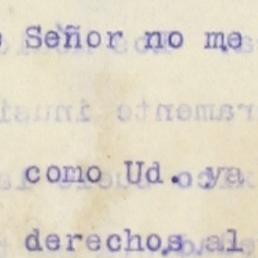 Señor no me
como Ud. ya
derechos al